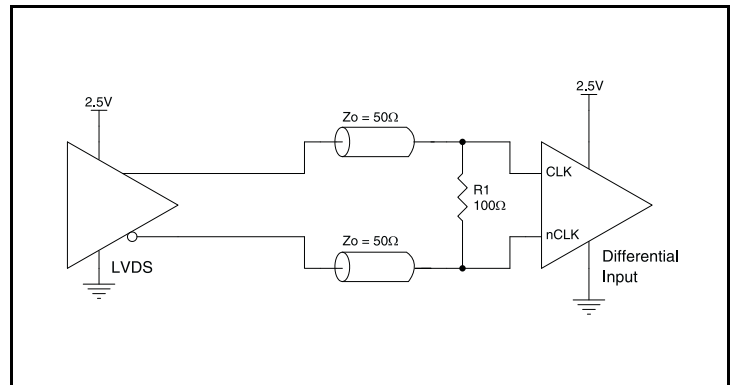 2.5V
2.5V
Zo = 50Ω
CLK
R1
100Ω
Zo = 50Ω
nCLK
LVDS
Differential
Input